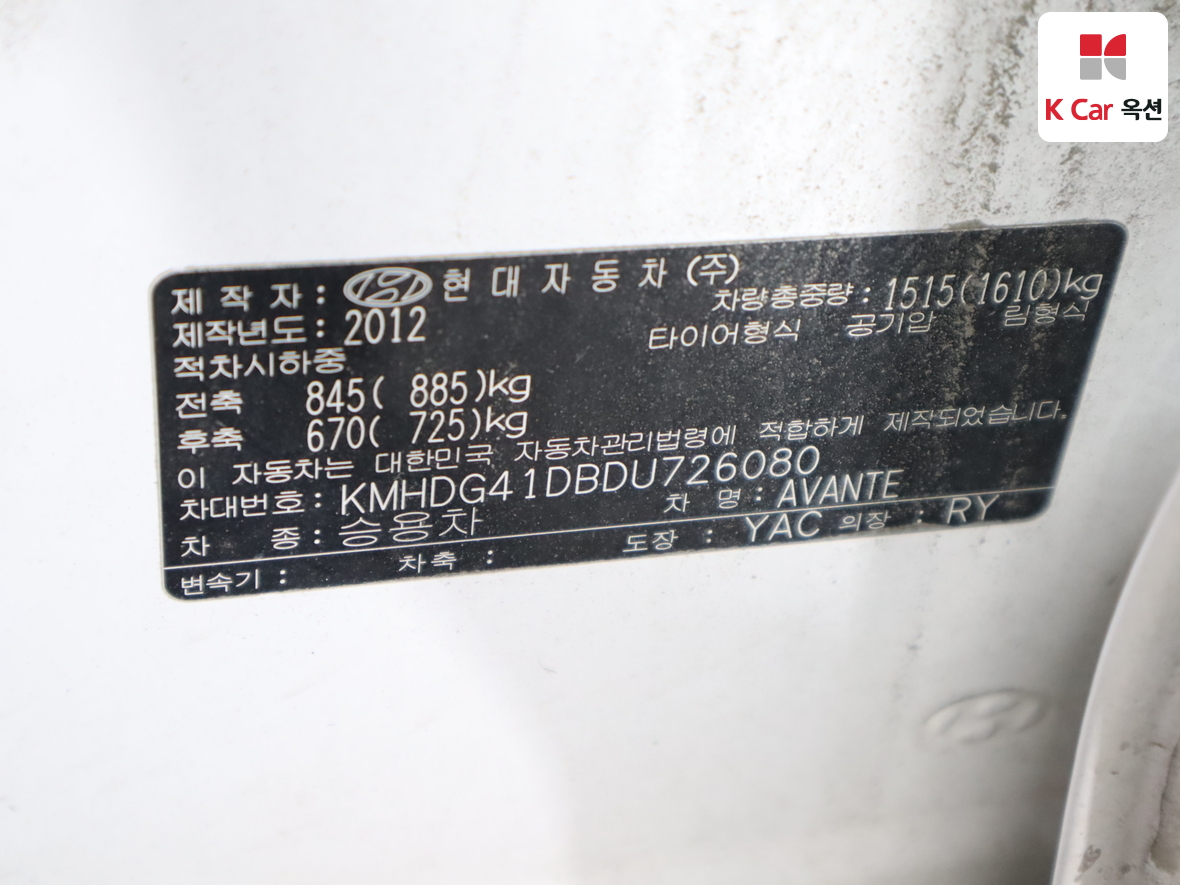 K Car 옥션
제 작 자 : 현 대 자 동 차 (주)
차량총중량 : 1515(1610)kg
제작년도 : 2012
타이어형식 공기압 림형식
적차시하중
전축 845( 885)kg
후축 670( 725)kg
이 자동차는 대한민국 자동차관리법령에 적합하게 제작되었습니다.
차대번호 : KMHDG41DBDU726080
차 종 : 승용차 차 명 : AVANTE
변속기 : 차축 : 도장 : YAC 의장 : RY